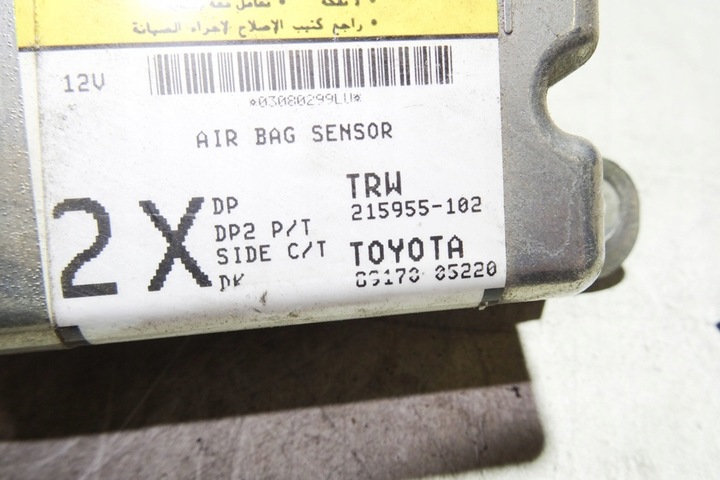 • راجع كتيب الإصلاح لإجراء الصيانة
12V
*03080299LU*
AIR BAG SENSOR
2X
DP
DP2 P/T
SIDE C/T
DK
TRW
215955-102
TOYOTA
89170 05220